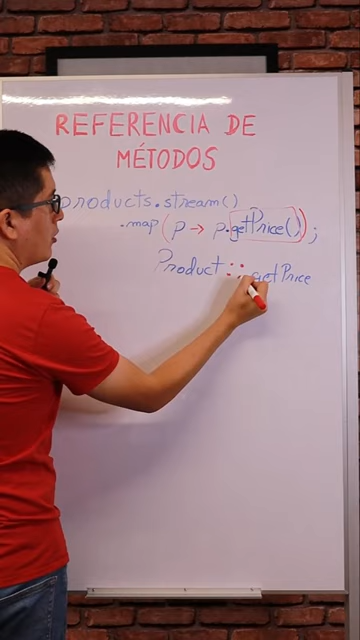 REFERENCIA DE
MÉTODOS
products.stream()
.map(p → p.getPrice());
Product::getPrice